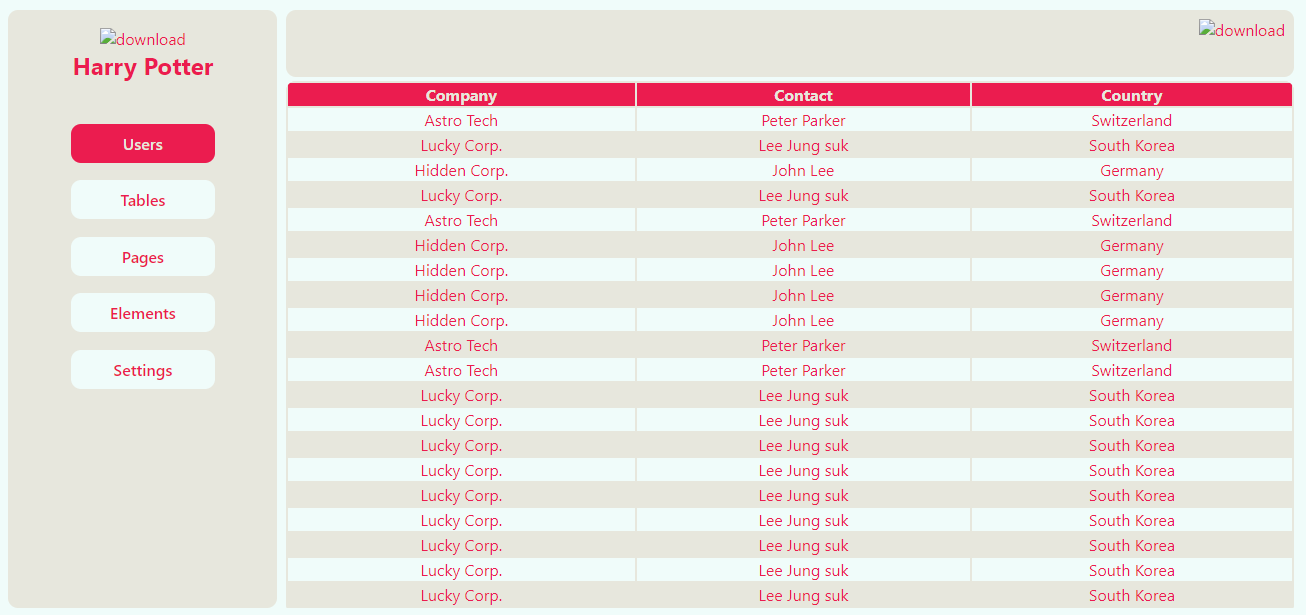 download
Harry Potter
Users
Tables
Pages
Elements
Settings
download
Company Contact Country
Astro Tech Peter Parker Switzerland
Lucky Corp. Lee Jung suk South Korea
Hidden Corp. John Lee Germany
Lucky Corp. Lee Jung suk South Korea
Astro Tech Peter Parker Switzerland
Hidden Corp. John Lee Germany
Hidden Corp. John Lee Germany
Hidden Corp. John Lee Germany
Hidden Corp. John Lee Germany
Astro Tech Peter Parker Switzerland
Astro Tech Peter Parker Switzerland
Lucky Corp. Lee Jung suk South Korea
Lucky Corp. Lee Jung suk South Korea
Lucky Corp. Lee Jung suk South Korea
Lucky Corp. Lee Jung suk South Korea
Lucky Corp. Lee Jung suk South Korea
Lucky Corp. Lee Jung suk South Korea
Lucky Corp. Lee Jung suk South Korea
Lucky Corp. Lee Jung suk South Korea
Lucky Corp. Lee Jung suk South Korea